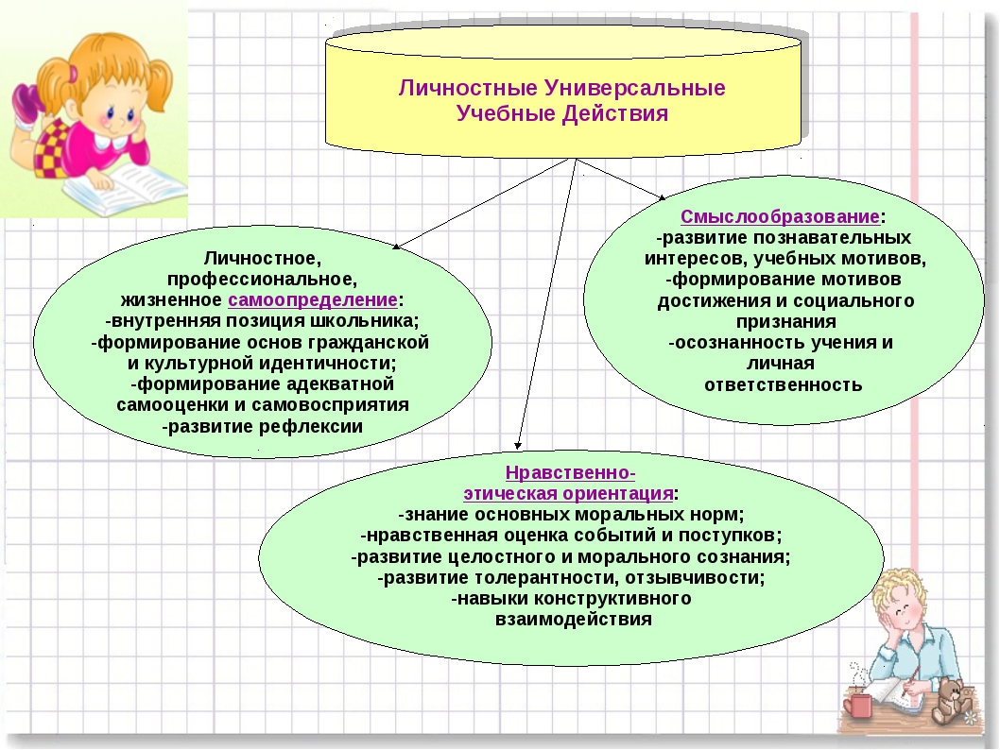 Личностные Универсальные
Учебные Действия
Личностное,
профессиональное,
жизненное самоопределение:
-внутренняя позиция школьника;
-формирование основ гражданской
и культурной идентичности;
-формирование адекватной
самооценки и самовосприятия
-развитие рефлексии
Смыслообразование:
-развитие познавательных
интересов, учебных мотивов,
-формирование мотивов
достижения и социального
признания
-осознанность учения и
личная
ответственность
Нравственно-
этическая ориентация:
-знание основных моральных норм;
-нравственная оценка событий и поступков;
-развитие целостного и морального сознания;
-развитие толерантности, отзывчивости;
-навыки конструктивного
взаимодействия